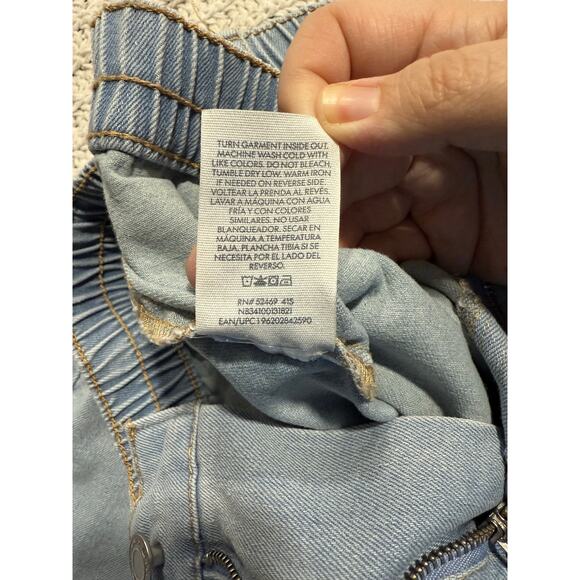 TURN GARMENT INSIDE OUT.
MACHINE WASH COLD WITH
LIKE COLORS. DO NOT BLEACH.
TUMBLE DRY LOW. WARM IRON
IF NEEDED ON REVERSE SIDE.
VOLTEAR LA PRENDA AL REVÉS.
LAVAR A MÁQUINA CON AGUA
FRÍA Y CON COLORES
SIMILARES. NO USAR
BLANQUEADOR. SECAR EN
MÁQUINA A TEMPERATURA
BAJA. PLANCHA TIBIA SI SE
NECESITA POR EL LADO DEL
REVERSO.
RN# 52469 415
N834100131821
EAN/UPC 196202842590